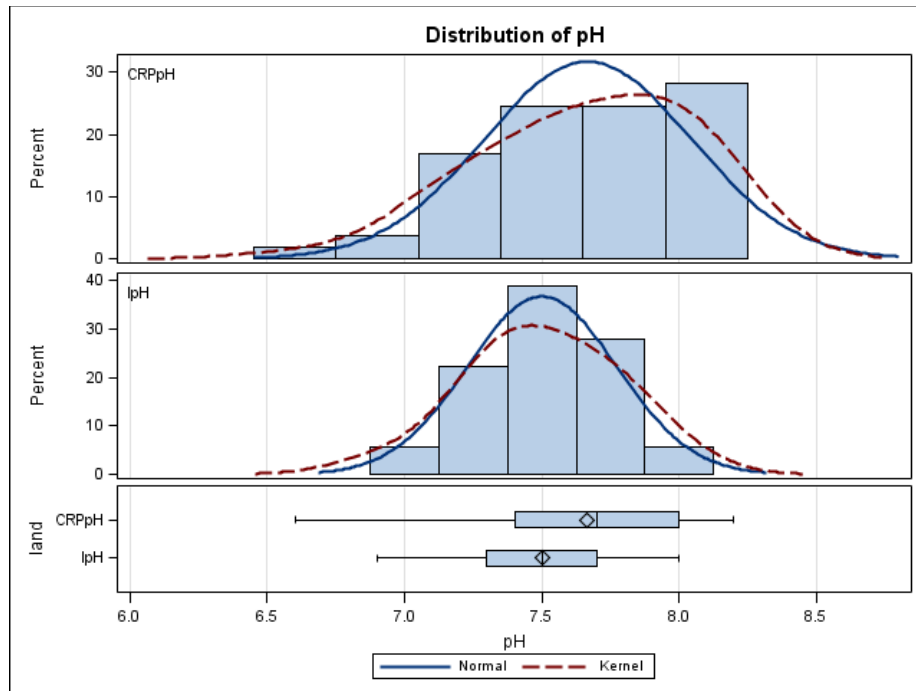 Distribution of pH
CRPpH
30
20
10
0
Percent
IpH
40
30
20
10
0
Percent
CRPpH
IpH
land
6.0 6.5 7.0 7.5 8.0 8.5
pH
Normal Kernel